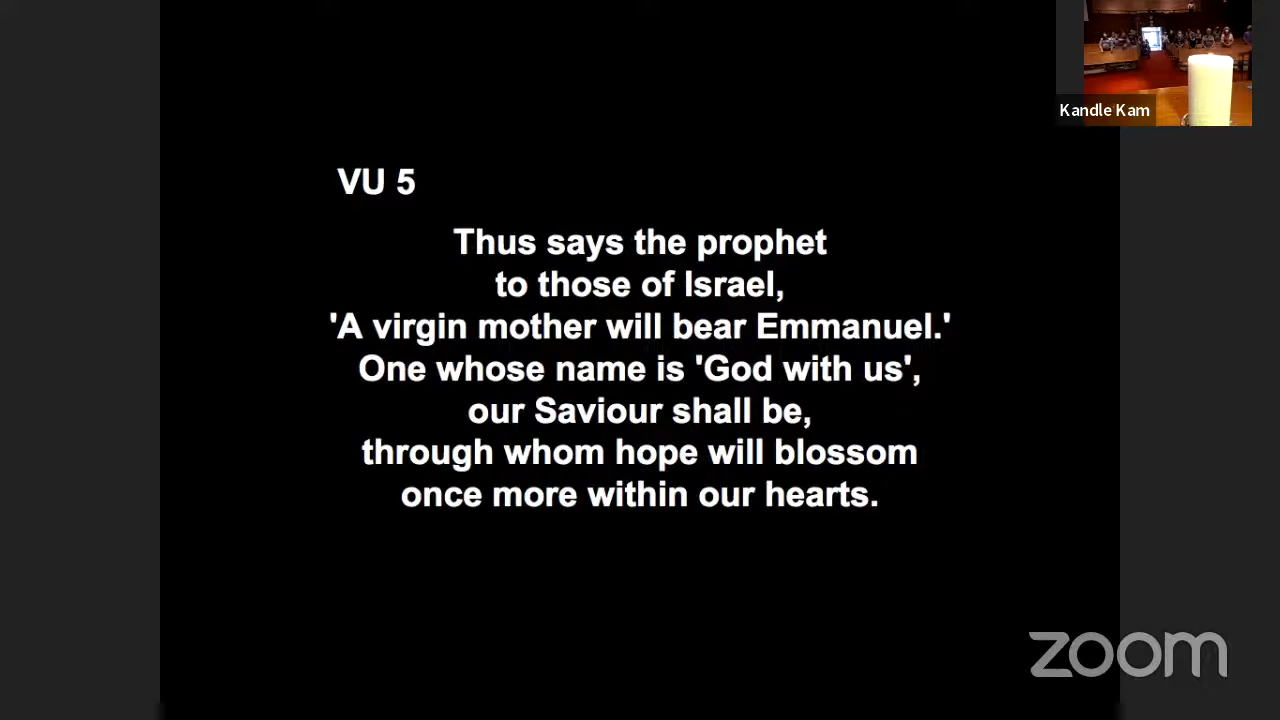 Kandle Kam
VU 5
Thus says the prophet
to those of Israel,
'A virgin mother will bear Emmanuel.'
One whose name is 'God with us',
our Saviour shall be,
through whom hope will blossom
once more within our hearts.
zoom